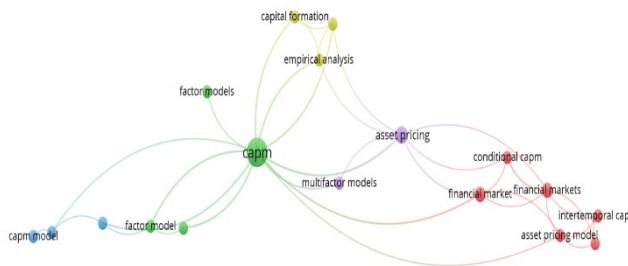 capital formation
empirical analysis
factor models
asset pricing
capm
conditional capm
multifactor models
financial market
financial markets
intertemporal cap
factor model
capm model
asset pricing model